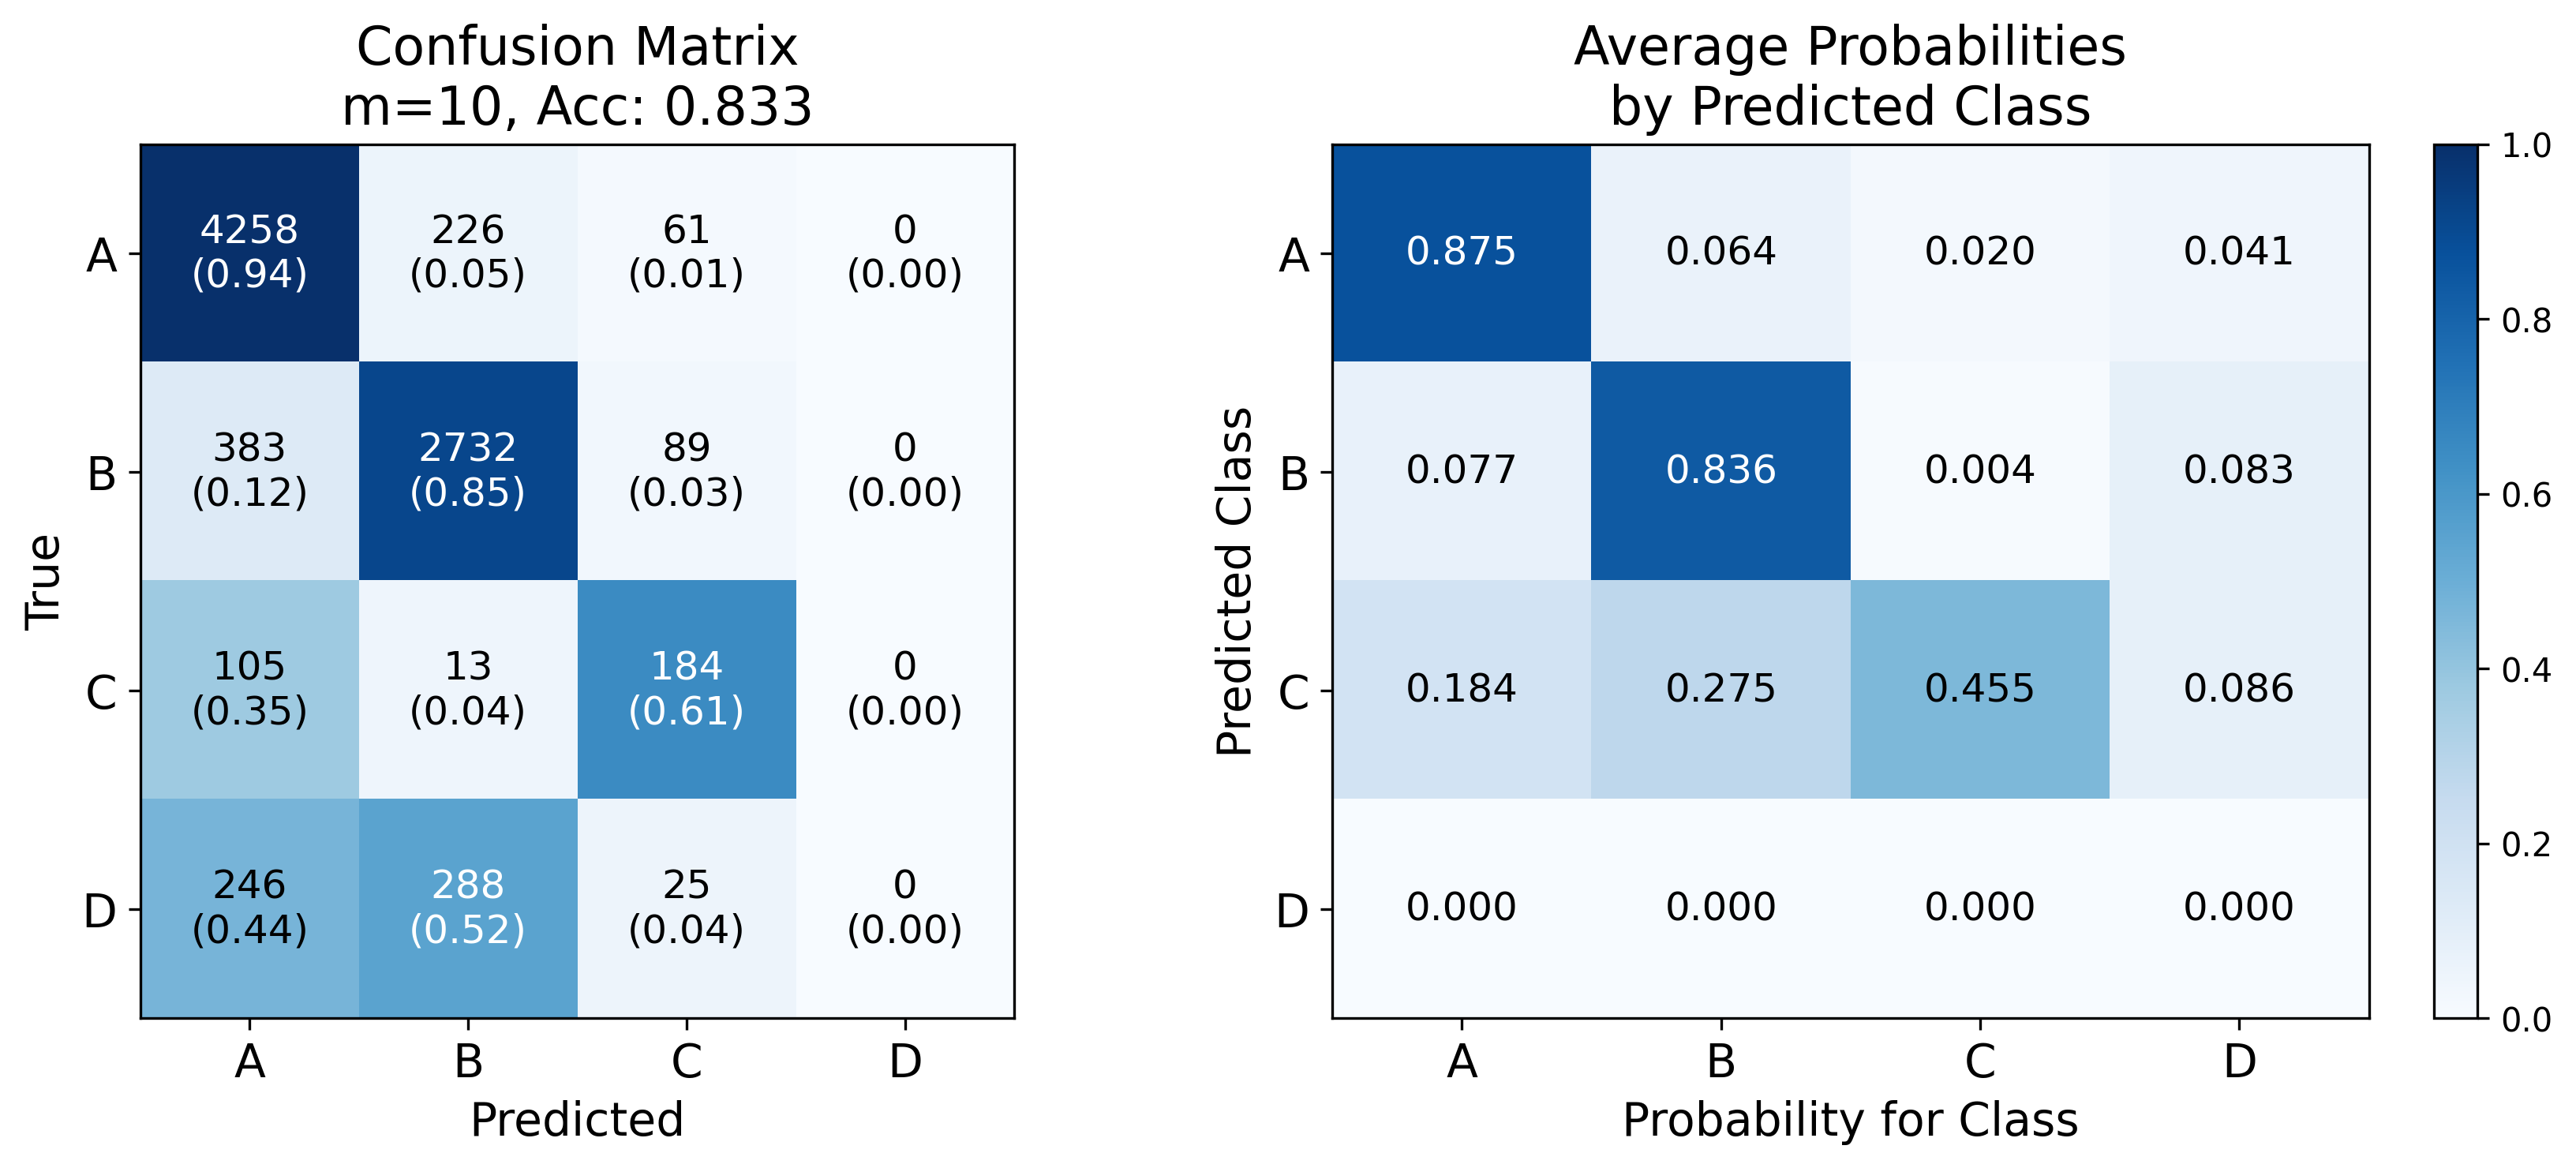 Confusion Matrix
m=10, Acc: 0.833
True
A
4258
(0.94)
226
(0.05)
61
(0.01)
0
(0.00)
B
383
(0.12)
2732
(0.85)
89
(0.03)
0
(0.00)
C
105
(0.35)
13
(0.04)
184
(0.61)
0
(0.00)
D
246
(0.44)
288
(0.52)
25
(0.04)
0
(0.00)
A
B
C
D
Predicted
Average Probabilities
by Predicted Class
Predicted Class
A
0.875
0.064
0.020
0.041
B
0.077
0.836
0.004
0.083
C
0.184
0.275
0.455
0.086
D
0.000
0.000
0.000
0.000
A
B
C
D
Probability for Class
1.0
0.8
0.6
0.4
0.2
0.0